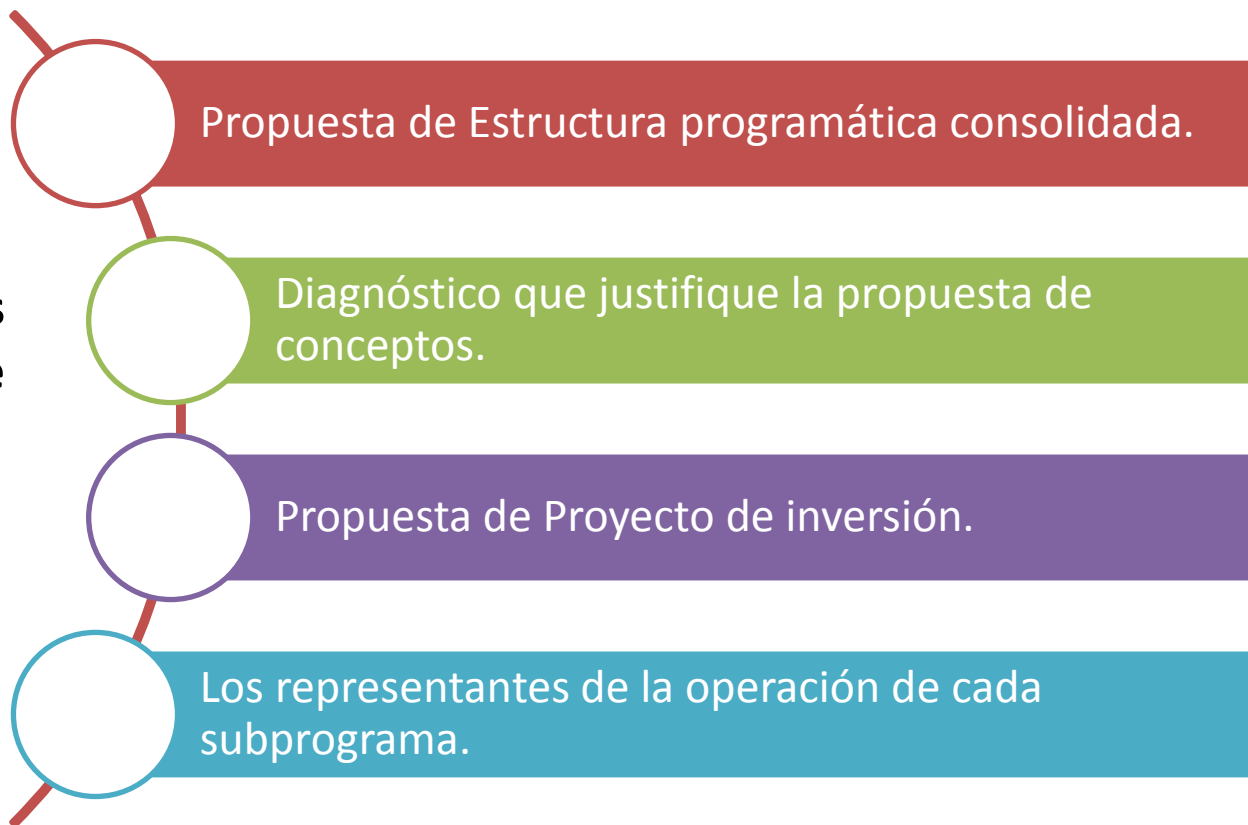 Propuesta de Estructura programática consolidada.
Diagnóstico que justifique la propuesta de
conceptos.
Propuesta de Proyecto de inversión.
Los representantes de la operación de cada
subprograma.